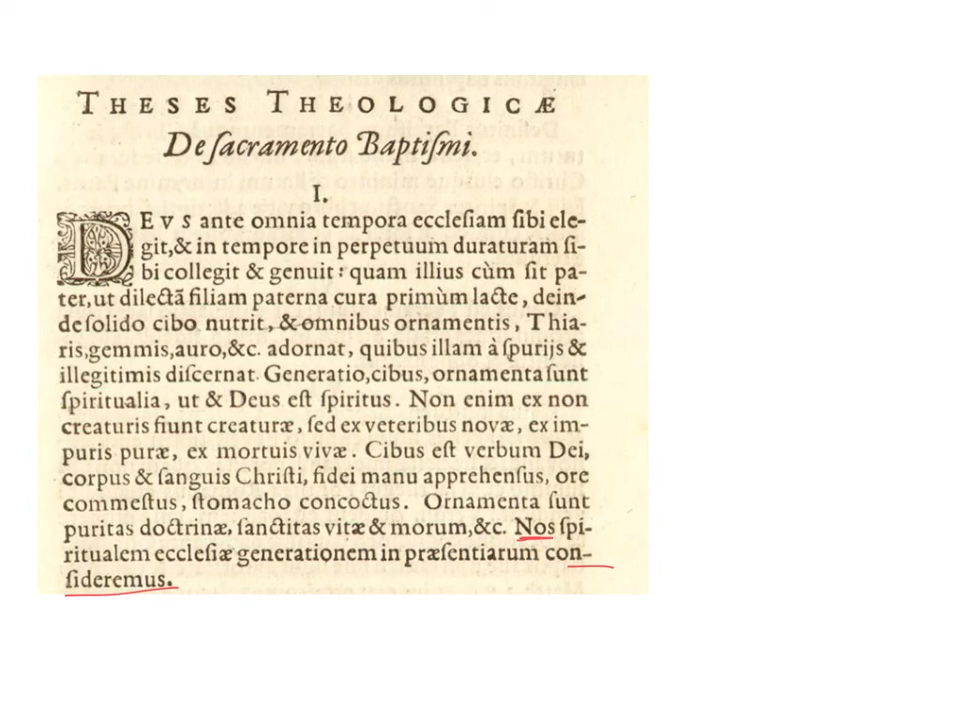 THESES THEOLOGICÆ
De ſacramento Baptiſmi.
I.
DEVS ante omnia tempora eccleſiam ſibi ele-
git,& in tempore in perpetuum duraturam ſi-
bi collegit & genuit: quam illius cùm ſit pa-
ter,ut dilectã filiam paterna cura primùm lacte, dein-
de ſolido cibo nutrit, & omnibus ornamentis, Thia-
ris,gemmis,auro,&c. adornat, quibus illam à ſpurijs &
illegitimis diſcernat. Generatio,cibus,ornamenta ſunt
ſpiritualia, ut & Deus eſt ſpiritus. Non enim ex non
creaturis fiunt creaturæ, ſed ex veteribus novæ, ex im-
puris puræ, ex mortuis vivæ. Cibus eſt verbum Dei,
corpus & ſanguis Chriſti, fidei manu apprehenſus, ore
commeſtus, ſtomacho concoctus. Ornamenta ſunt
puritas doctrinæ, ſanctitas vitæ & morum,&c. Nos ſpi-
ritualem eccleſiæ generationem in præſentiarum con-
ſideremus.